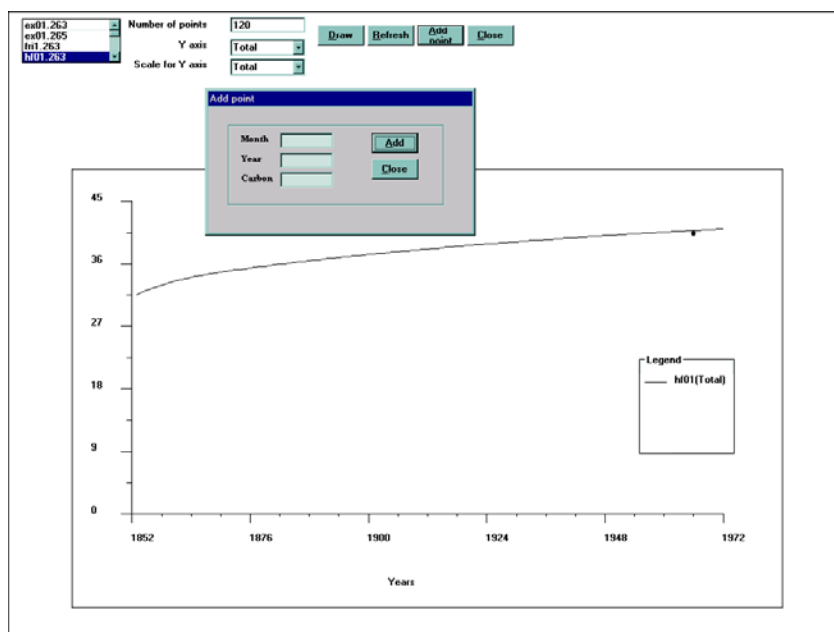 ex01.263
ex01.265
fri1.263
hf01.263
Number of points 120
Y axis Total
Scale for Y axis Total
Draw Refresh Add point Close
Add point
Month
Year
Carbon
Add
Close
45
36
27
18
9
0
1852 1876 1900 1924 1948 1972
Years
Legend
hf01(Total)